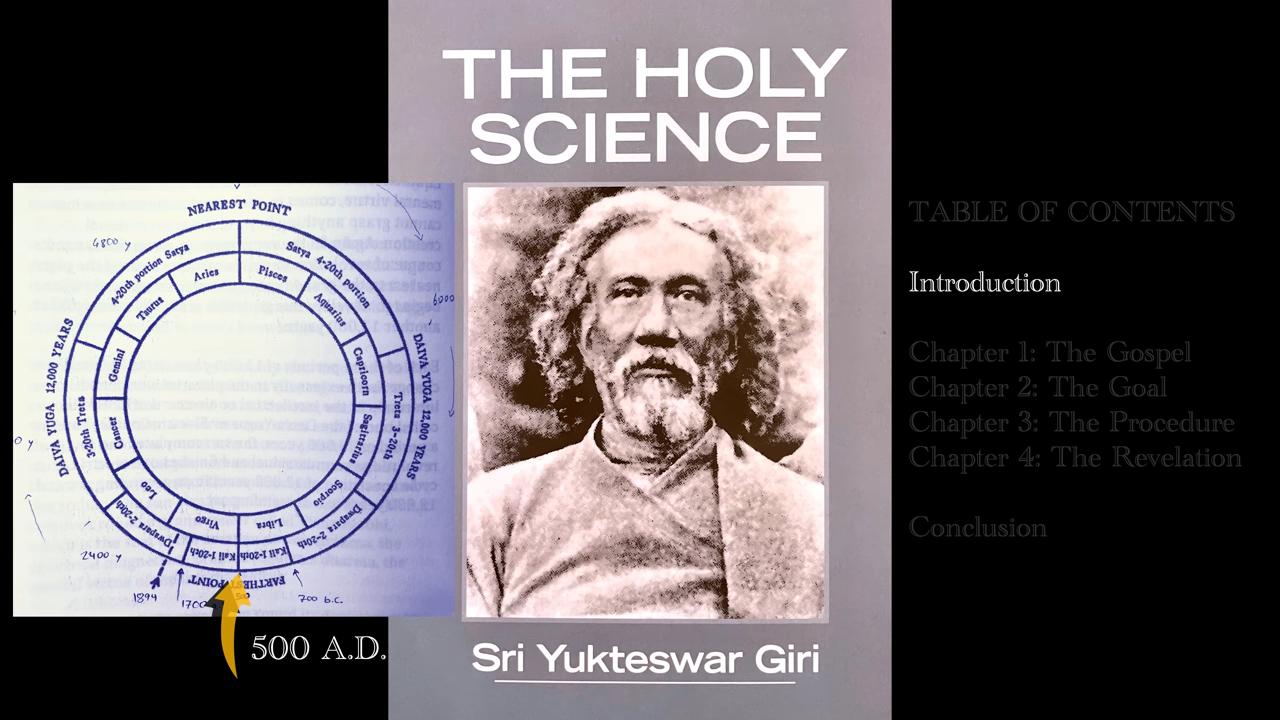 THE HOLY
SCIENCE
Sri Yukteswar Giri
NEAREST POINT
4800 y
4-20th portion Satya
Satya 4-20th portion
Aries
Pisces
Taurus
Aquarius
6000
Gemini
Capricorn
DAIVA YUGA 12,000 YEARS
DAIVA YUGA 12,000 YEARS
3-20th Treta
Treta 3-20th
Cancer
Sagittarius
Leo
Scorpio
Virgo
Libra
Dwapara 2-20th
Dwapara 2-20th
Kali 1-20th
Kali 1-20th
FARTHEST POINT
2400 y
1894
700 b.c.
500 A.D.
TABLE OF CONTENTS
Introduction
Chapter 1: The Gospel
Chapter 2: The Goal
Chapter 3: The Procedure
Chapter 4: The Revelation
Conclusion